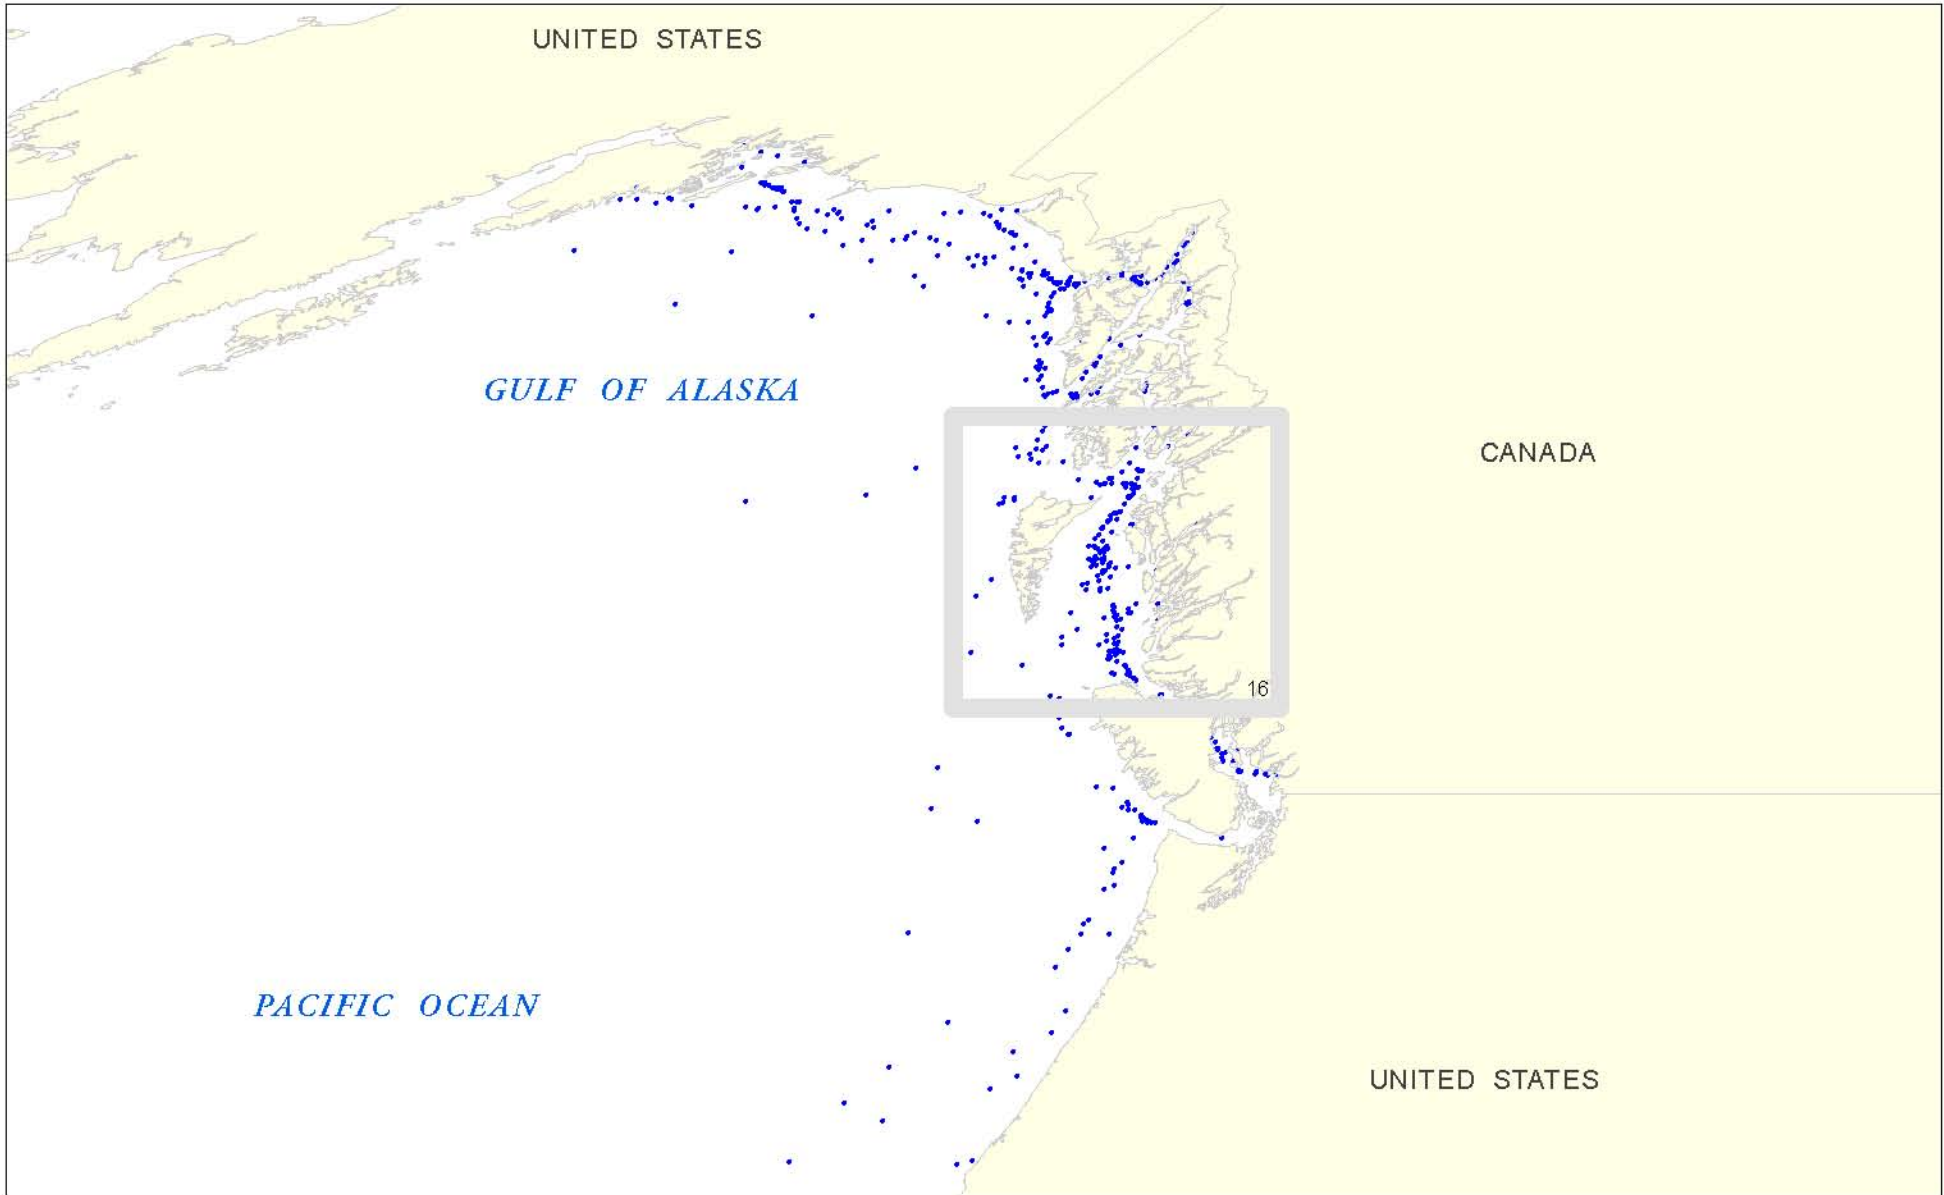 UNITED STATES
GULF OF ALASKA
CANADA
16
PACIFIC OCEAN
UNITED STATES